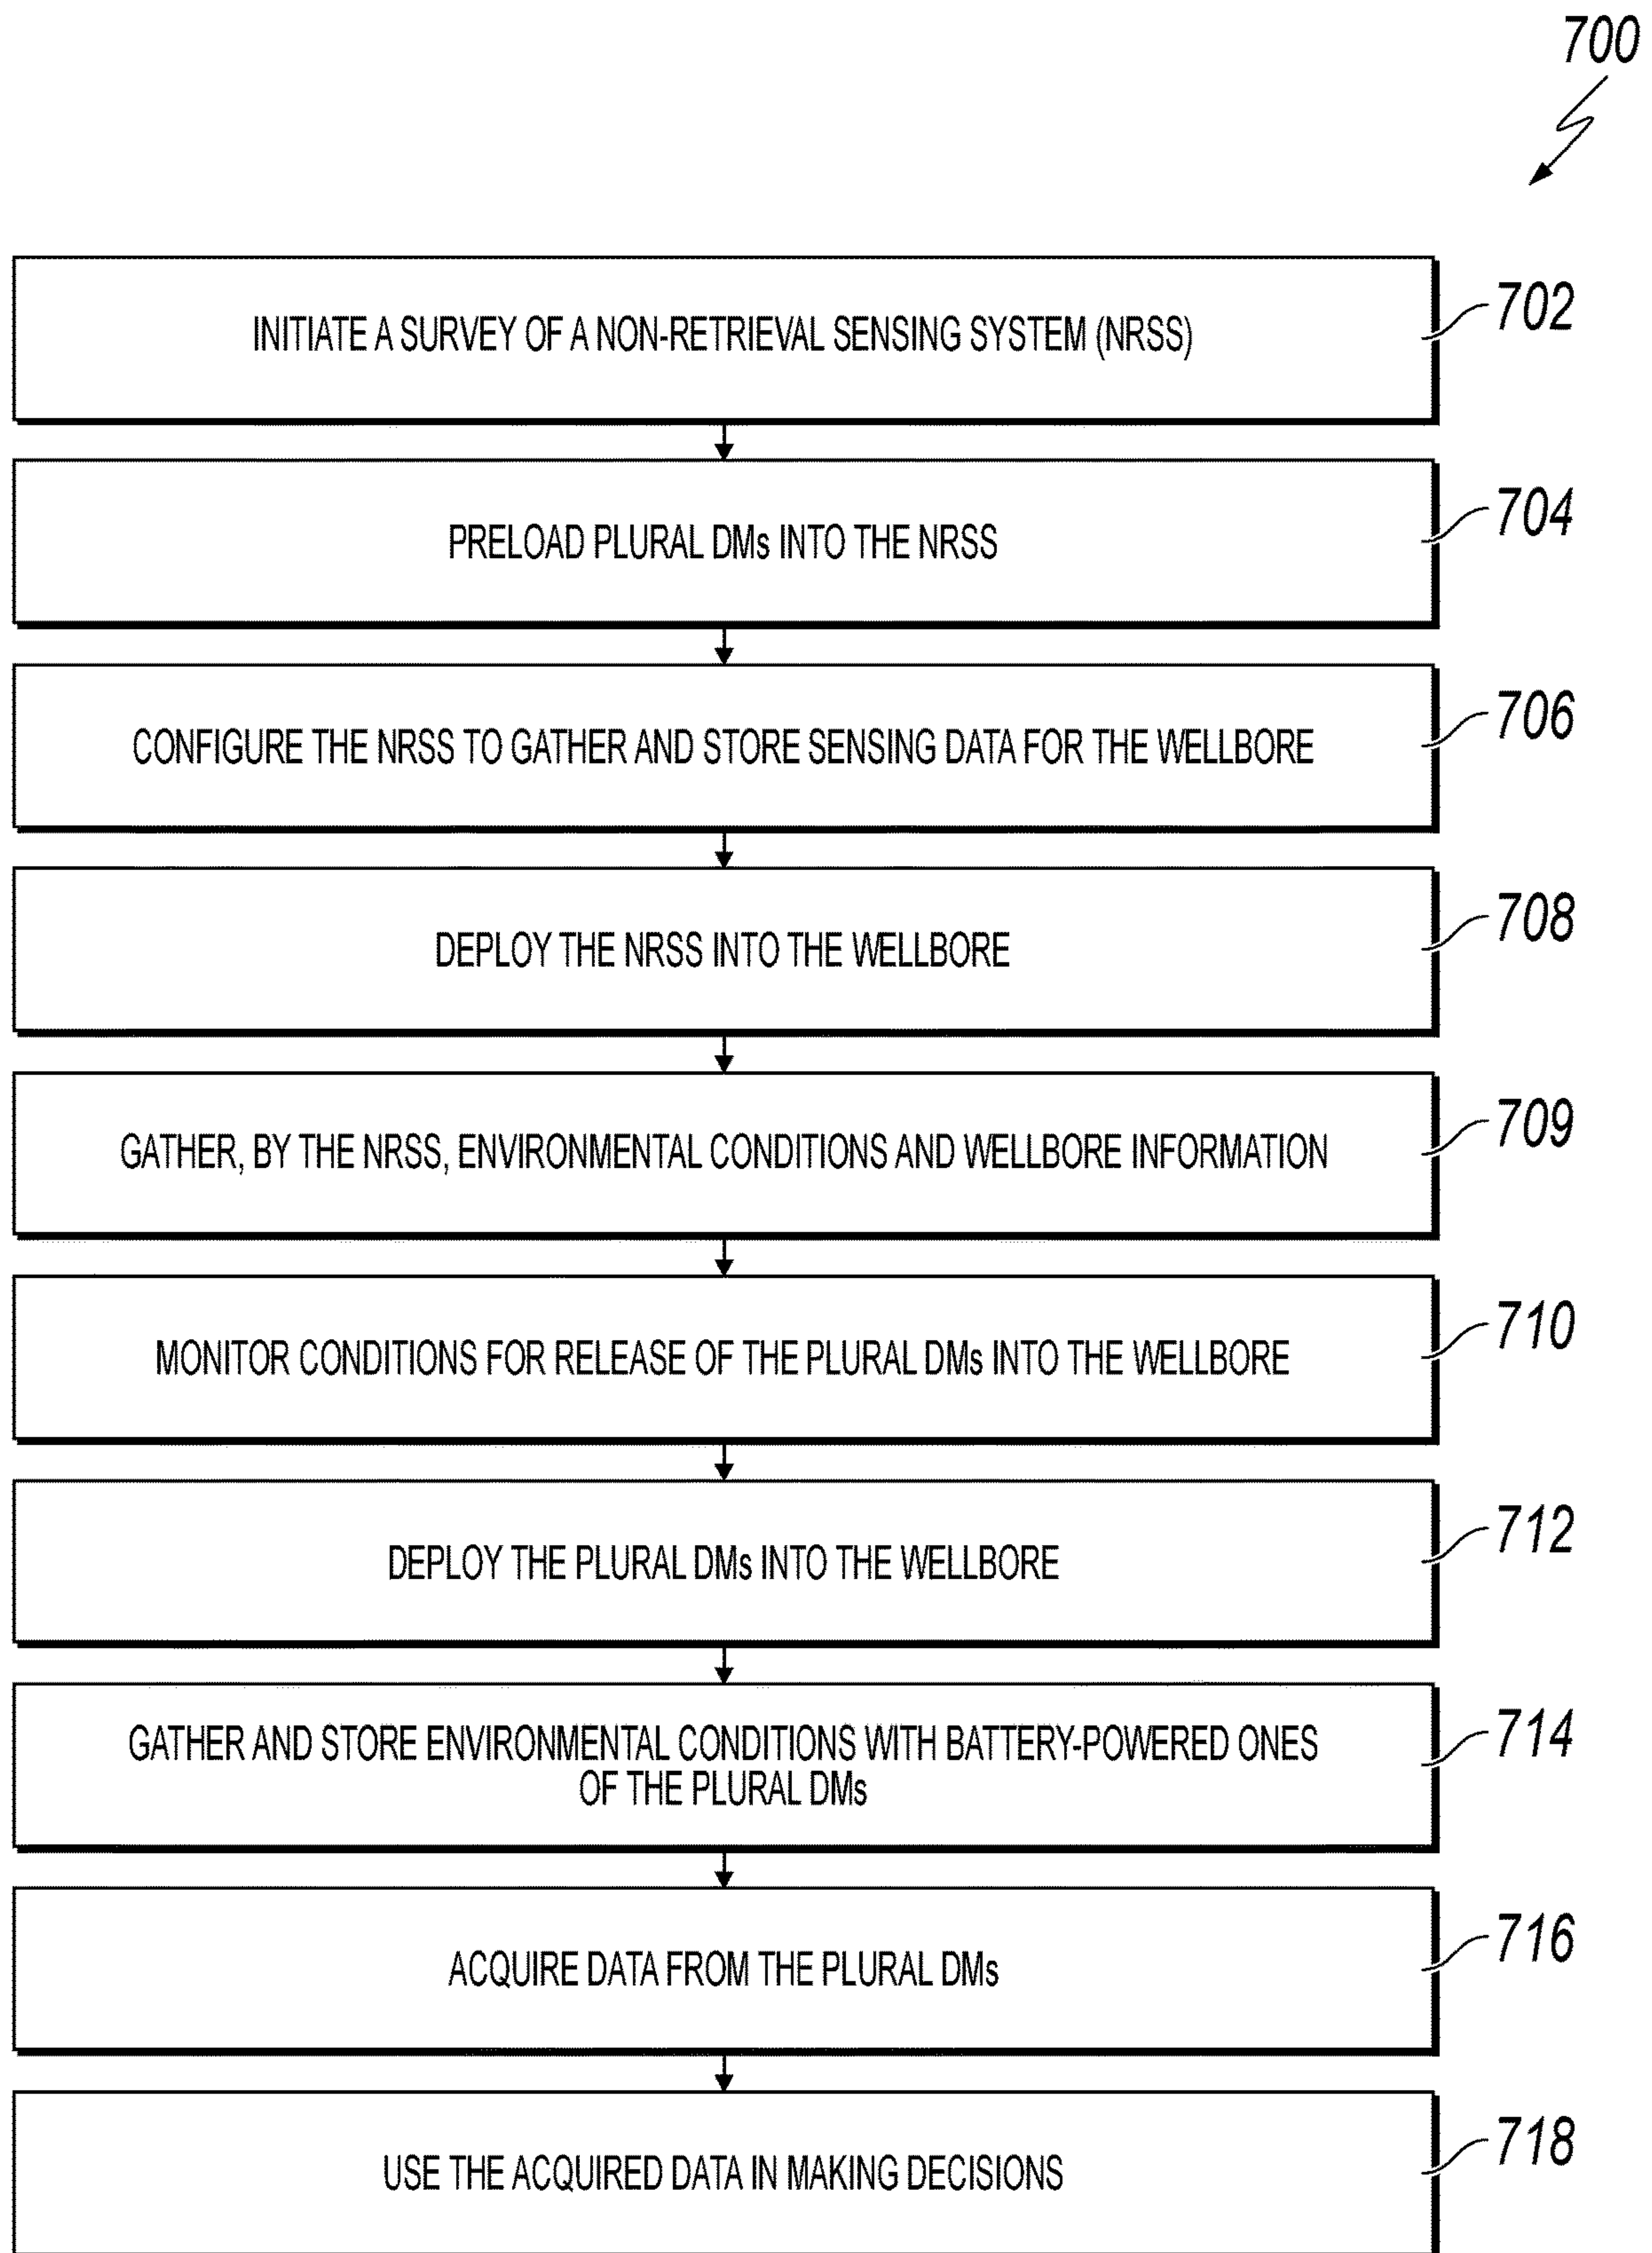 700
INITIATE A SURVEY OF A NON-RETRIEVAL SENSING SYSTEM (NRSS)
702
PRELOAD PLURAL DMs INTO THE NRSS
704
CONFIGURE THE NRSS TO GATHER AND STORE SENSING DATA FOR THE WELLBORE
706
DEPLOY THE NRSS INTO THE WELLBORE
708
GATHER, BY THE NRSS, ENVIRONMENTAL CONDITIONS AND WELLBORE INFORMATION
709
MONITOR CONDITIONS FOR RELEASE OF THE PLURAL DMs INTO THE WELLBORE
710
DEPLOY THE PLURAL DMs INTO THE WELLBORE
712
GATHER AND STORE ENVIRONMENTAL CONDITIONS WITH BATTERY-POWERED ONES
OF THE PLURAL DMs
714
ACQUIRE DATA FROM THE PLURAL DMs
716
USE THE ACQUIRED DATA IN MAKING DECISIONS
718